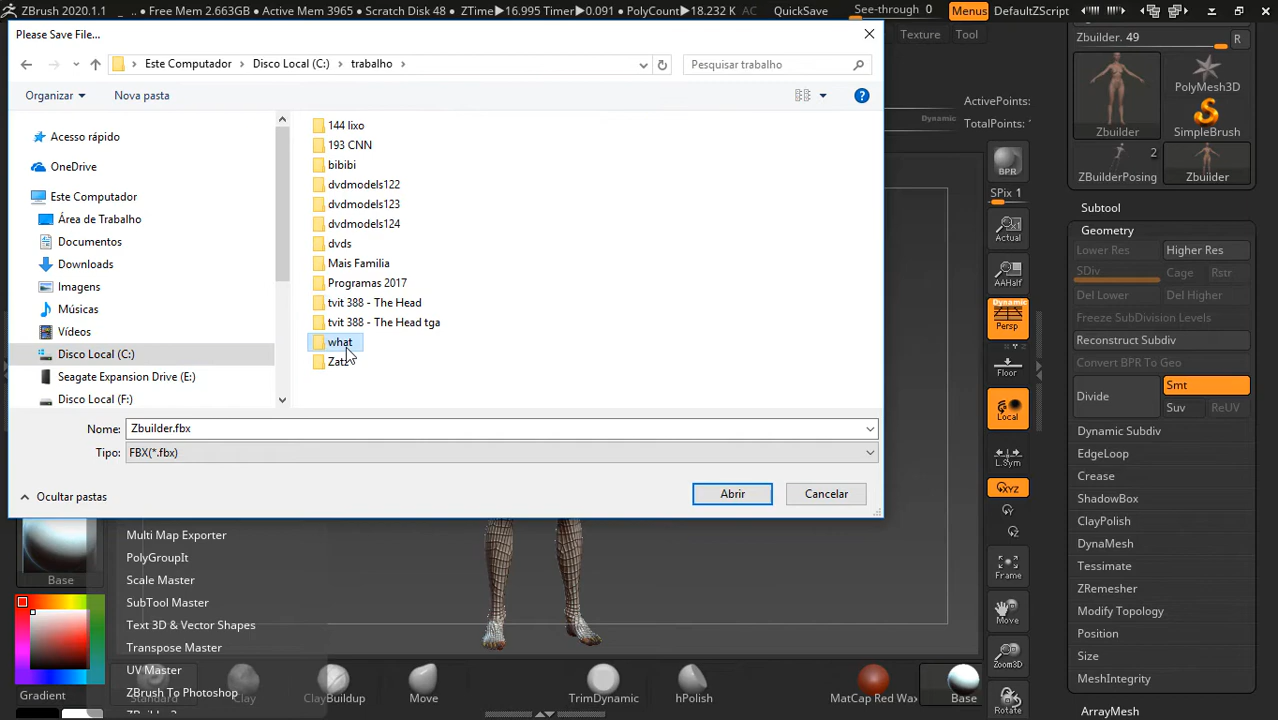 ZBrush 2020.1.1 • Free Mem 2.663GB • Active Mem 3965 • Scratch Disk 48 • ZTime▶16.995 Timer▶0.091 • PolyCount▶18.232 K AC QuickSave See-through 0 Menus DefaultZScript
Please Save File...
Texture Tool
Zbuilder. 49 R
Este Computador > Disco Local (C:) > trabalho >
Pesquisar trabalho
Organizar
Nova pasta
Acesso rápido
OneDrive
Este Computador
Área de Trabalho
Documentos
Downloads
Imagens
Músicas
Vídeos
Disco Local (C:)
Seagate Expansion Drive (E:)
Disco Local (F:)
144 lixo
193 CNN
bibibi
dvdmodels122
dvdmodels123
dvdmodels124
dvds
Mais Familia
Programas 2017
tvit 388 - The Head
tvit 388 - The Head tga
what
Nome: Zbuilder.fbx
Tipo: FBX(*.fbx)
Ocultar pastas
Abrir
Cancelar
Multi Map Exporter
PolyGroupIt
Scale Master
SubTool Master
Text 3D & Vector Shapes
Transpose Master
UV Master
ZBrush To Photoshop
Base
Gradient
Standard
Clay
ClayBuildup
Move
TrimDynamic
hPolish
MatCap Red Wax
Base
Dynamic
ActivePoints:
TotalPoints:
BPR
SPix 1
Actual
AAHalf
Dynamic
Persp
Floor
Local
L.Sym
XYZ
Frame
Move
Zoom3D
Rotate
Zbuilder
PolyMesh3D
SimpleBrush
2
ZBuilderPosing
Zbuilder
Subtool
Geometry
Lower Res
Higher Res
SDiv
Cage
Rstr
Del Lower
Del Higher
Freeze SubDivision Levels
Reconstruct Subdiv
Convert BPR To Geo
Divide
Smt
Suv
ReUV
Dynamic Subdiv
EdgeLoop
Crease
ShadowBox
ClayPolish
DynaMesh
Tessimate
ZRemesher
Modify Topology
Position
Size
MeshIntegrity
ArrayMesh